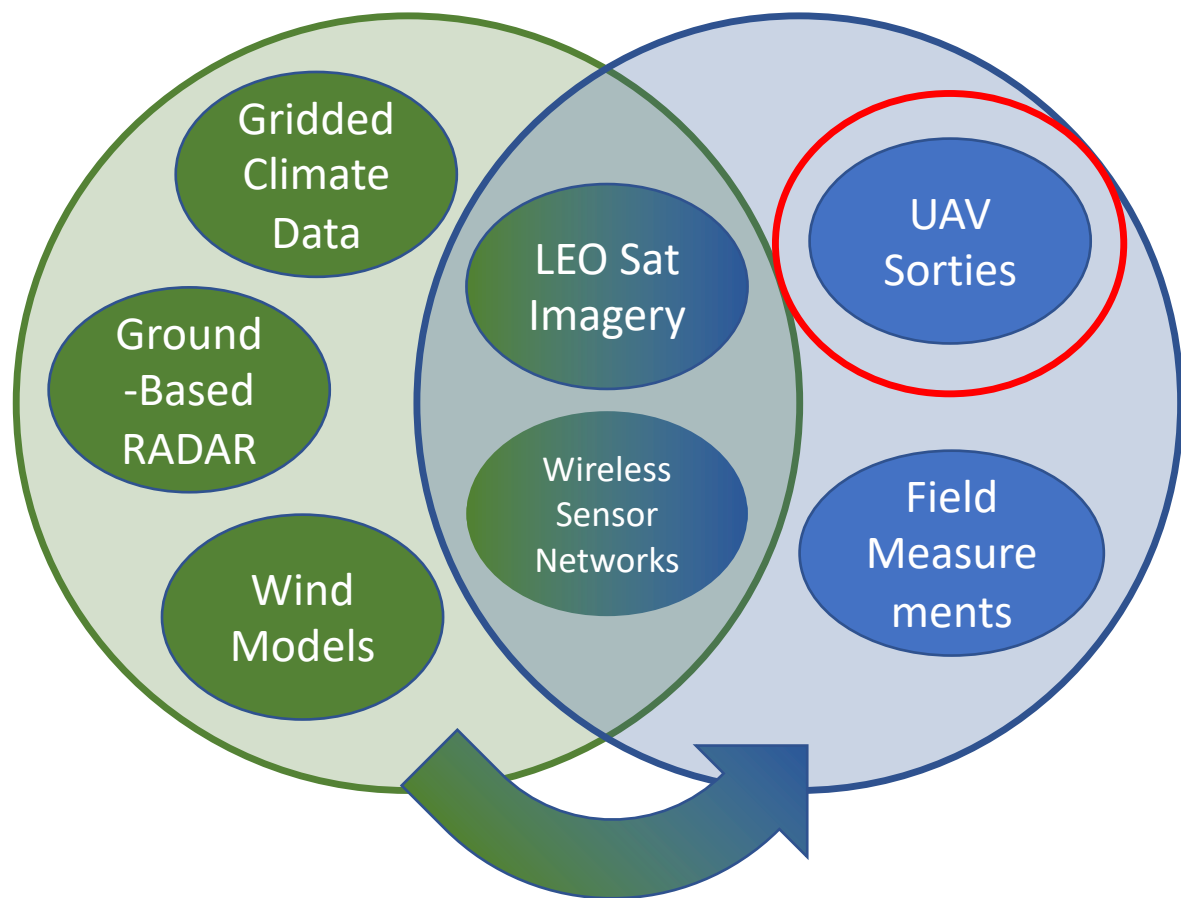 Gridded
Climate
Data
Ground
-Based
RADAR
Wind
Models
LEO Sat
Imagery
Wireless
Sensor
Networks
UAV
Sorties
Field
Measure
ments